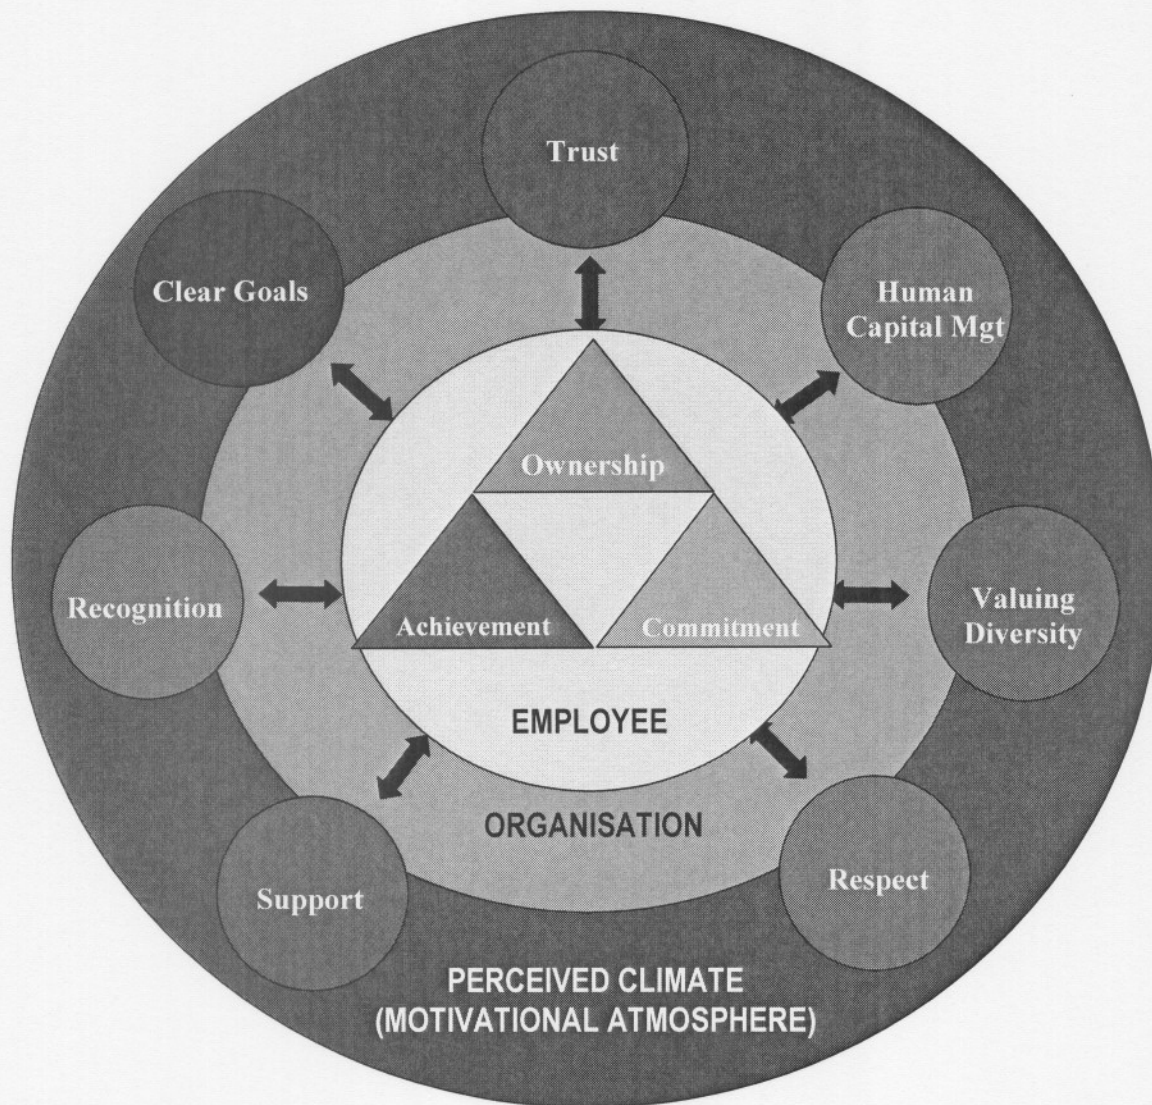 Trust
Clear Goals
Human
Capital Mgt
Ownership
Recognition
Achievement
Commitment
Valuing
Diversity
EMPLOYEE
ORGANISATION
Support
Respect
PERCEIVED CLIMATE
(MOTIVATIONAL ATMOSPHERE)